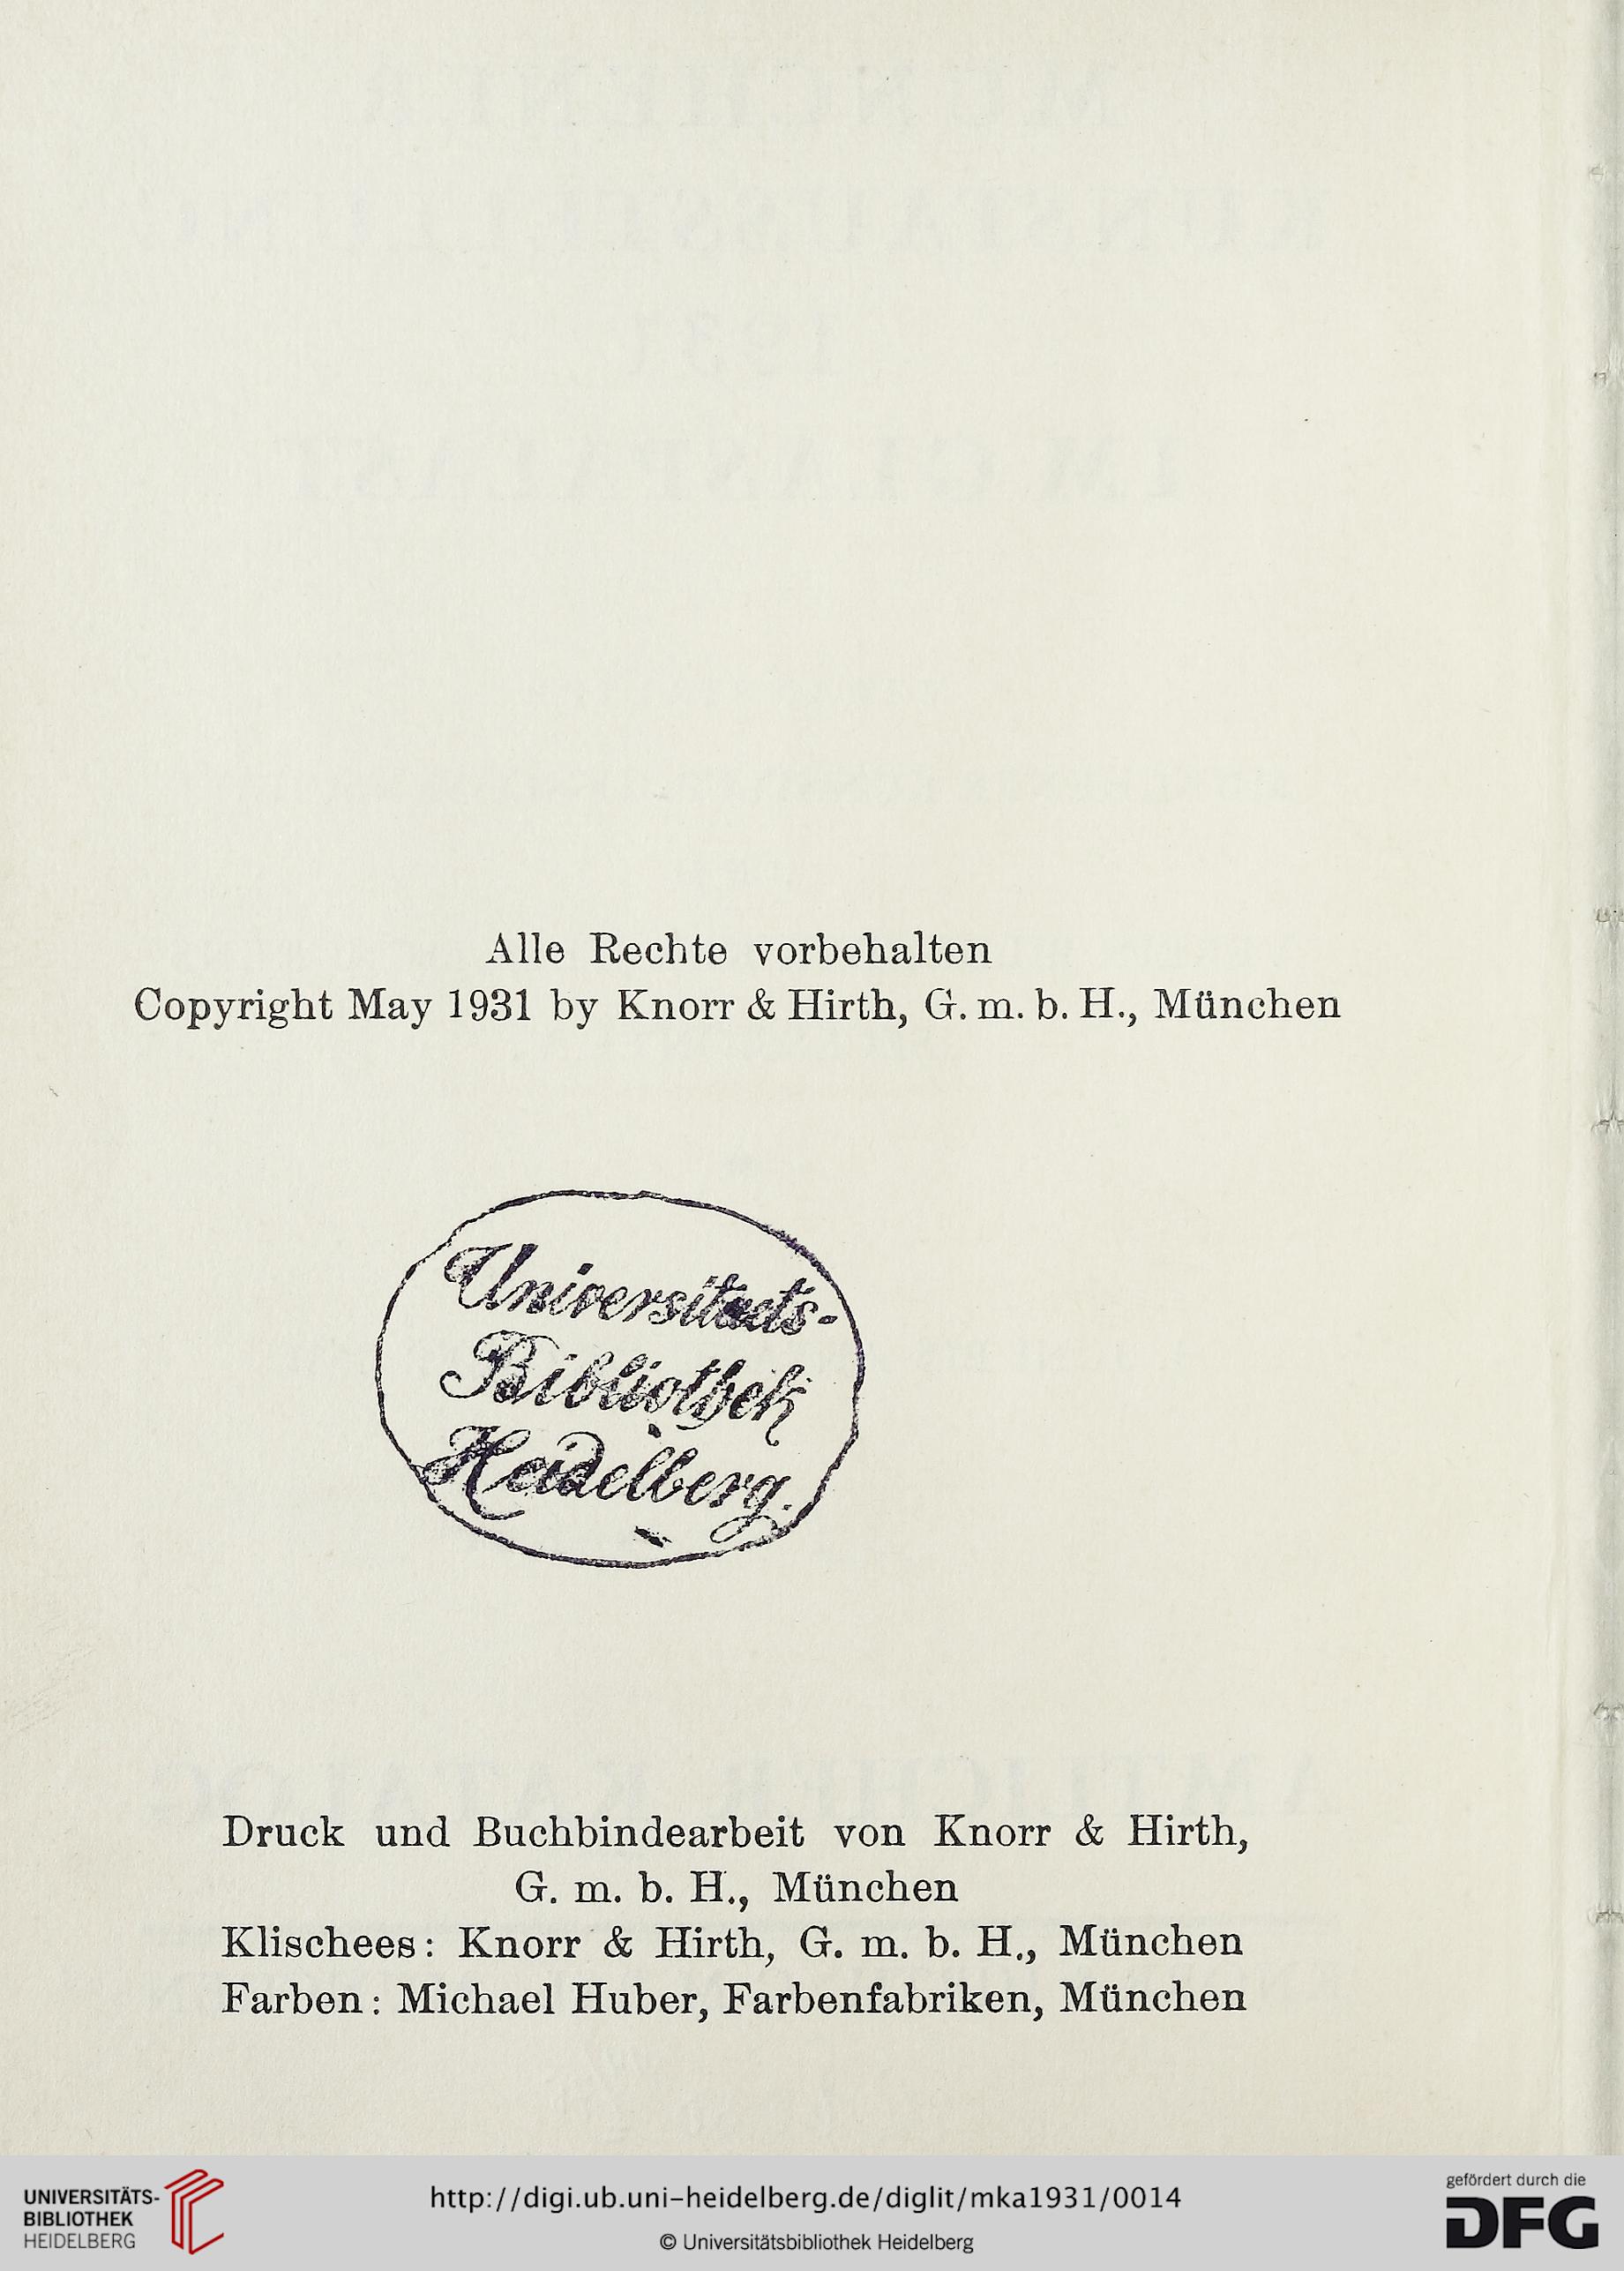 Alle Rechte vorbehalten
Copyright May 1931 by Knorr & Hirth, G. m. b. H., München
Universitaets-
Bibliothek
Heidelberg.
Druck und Buchbindearbeit von Knorr & Hirth,
G. m. b. H., München
Klischees: Knorr & Hirth, G. m. b. H., München
Farben: Michael Huber, Farbenfabriken, München
UNIVERSITÄTS-
BIBLIOTHEK
HEIDELBERG
http://digi.ub.uni-heidelberg.de/diglit/mka1931/0014
© Universitätsbibliothek Heidelberg
gefördert durch die
DFG